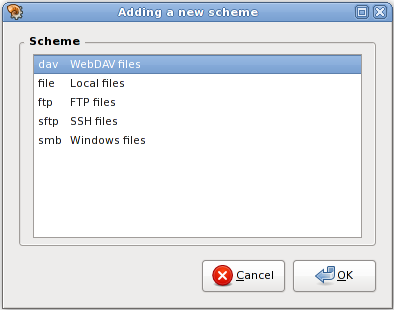 Adding a new scheme
Scheme
dav WebDAV files
file Local files
ftp FTP files
sftp SSH files
smb Windows files
Cancel
OK